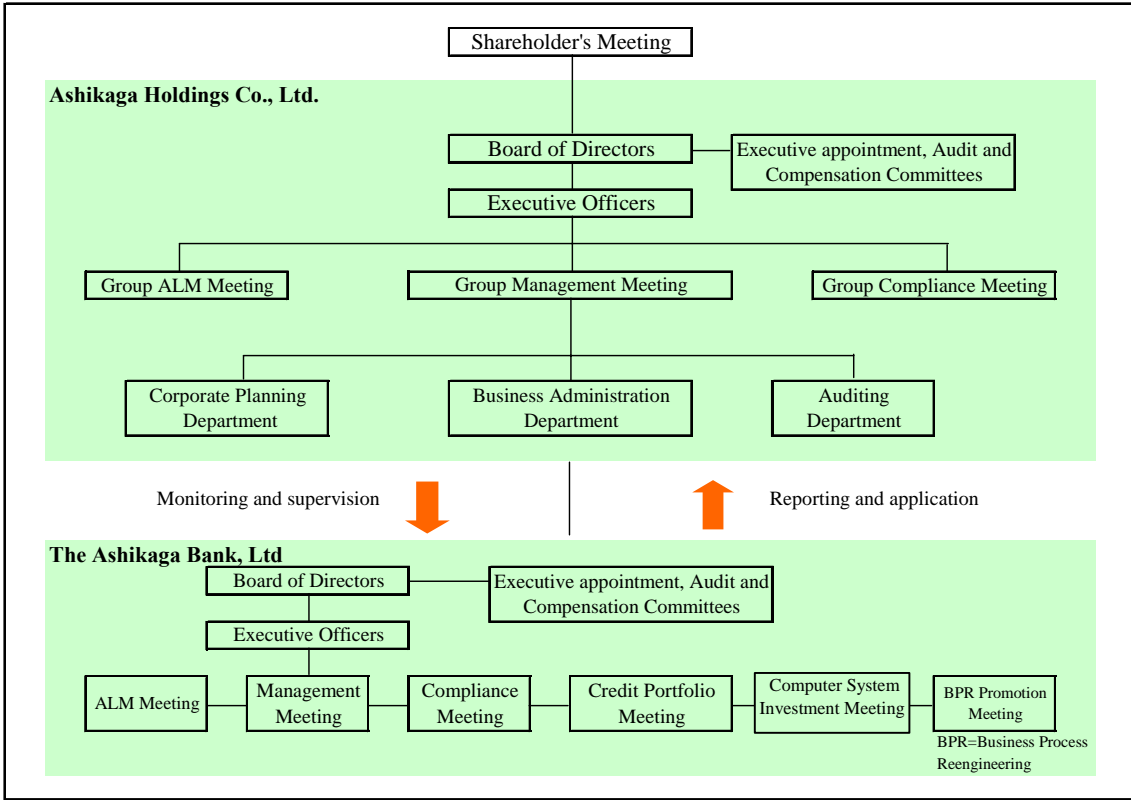 Shareholder's Meeting
Ashikaga Holdings Co., Ltd.
Board of Directors
Executive appointment, Audit and
Compensation Committees
Executive Officers
Group ALM Meeting
Group Management Meeting
Group Compliance Meeting
Corporate Planning
Department
Business Administration
Department
Auditing
Department
Monitoring and supervision
Reporting and application
The Ashikaga Bank, Ltd
Board of Directors
Executive appointment, Audit and
Compensation Committees
Executive Officers
ALM Meeting
Management
Meeting
Compliance
Meeting
Credit Portfolio
Meeting
Computer System
Investment Meeting
BPR Promotion
Meeting
BPR=Business Process
Reengineering